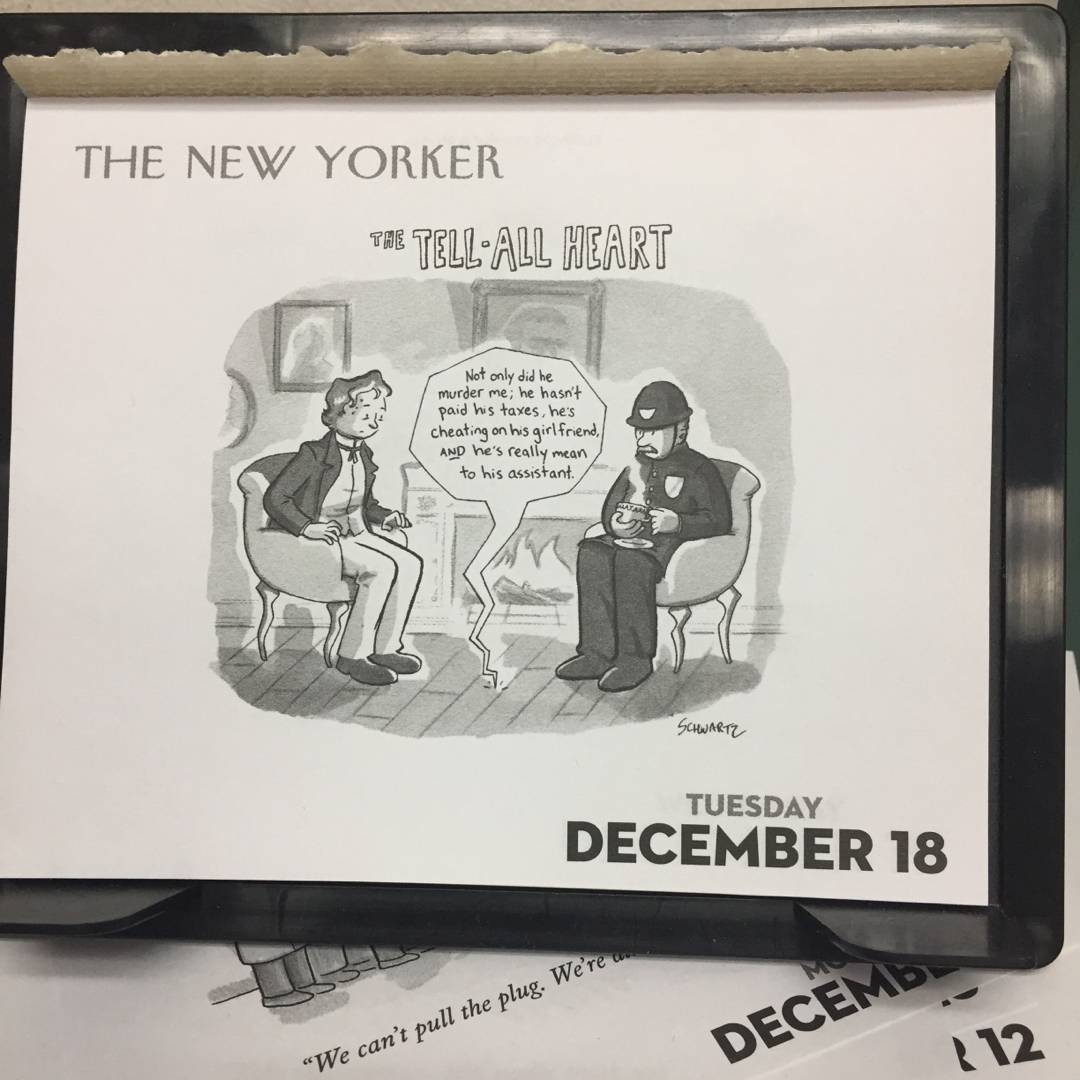 THE NEW YORKER
THE TELL-ALL HEART
Not only did he
murder me; he hasn't
paid his taxes, he's
cheating on his girlfriend,
AND he's really mean
to his assistant.
SCHWARTZ
TUESDAY
DECEMBER 18
"We can't pull the plug. We're
12